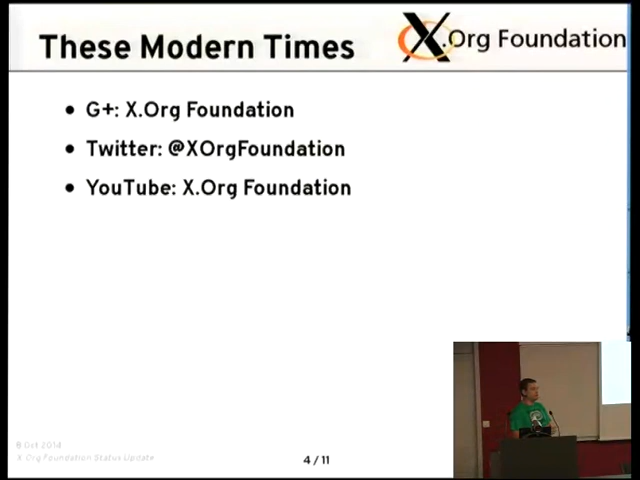 These Modern Times
X.Org Foundation
• G+: X.Org Foundation
• Twitter: @XOrgFoundation
• YouTube: X.Org Foundation
8 Oct 2014
X.Org Foundation Status Update
4 / 11